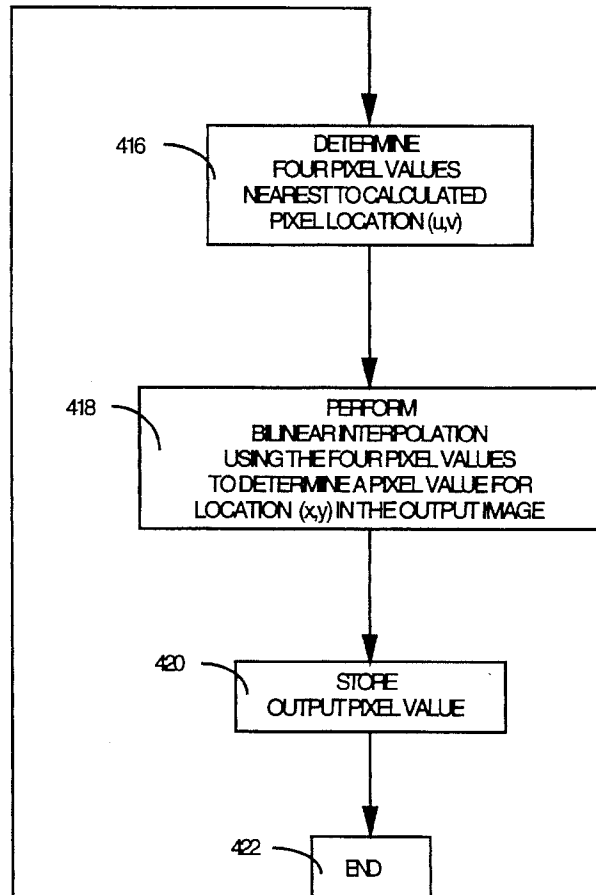 416
DETERMINE
FOUR PIXEL VALUES
NEAREST TO CALCULATED
PIXEL LOCATION (u,v)
418
PERFORM
BILINEAR INTERPOLATION
USING THE FOUR PIXEL VALUES
TO DETERMINE A PIXEL VALUE FOR
LOCATION (x,y) IN THE OUTPUT IMAGE
420
STORE
OUTPUT PIXEL VALUE
422
END